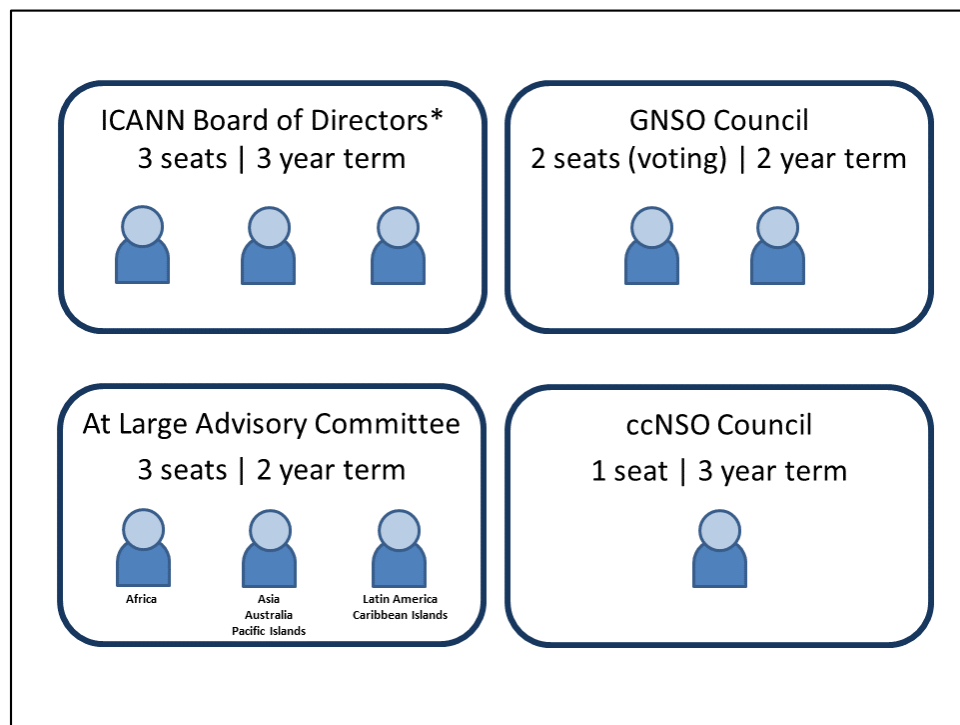 ICANN Board of Directors*
3 seats | 3 year term
GNSO Council
2 seats (voting) | 2 year term
At Large Advisory Committee
3 seats | 2 year term
Africa
Asia
Australia
Pacific Islands
Latin America
Caribbean Islands
ccNSO Council
1 seat | 3 year term